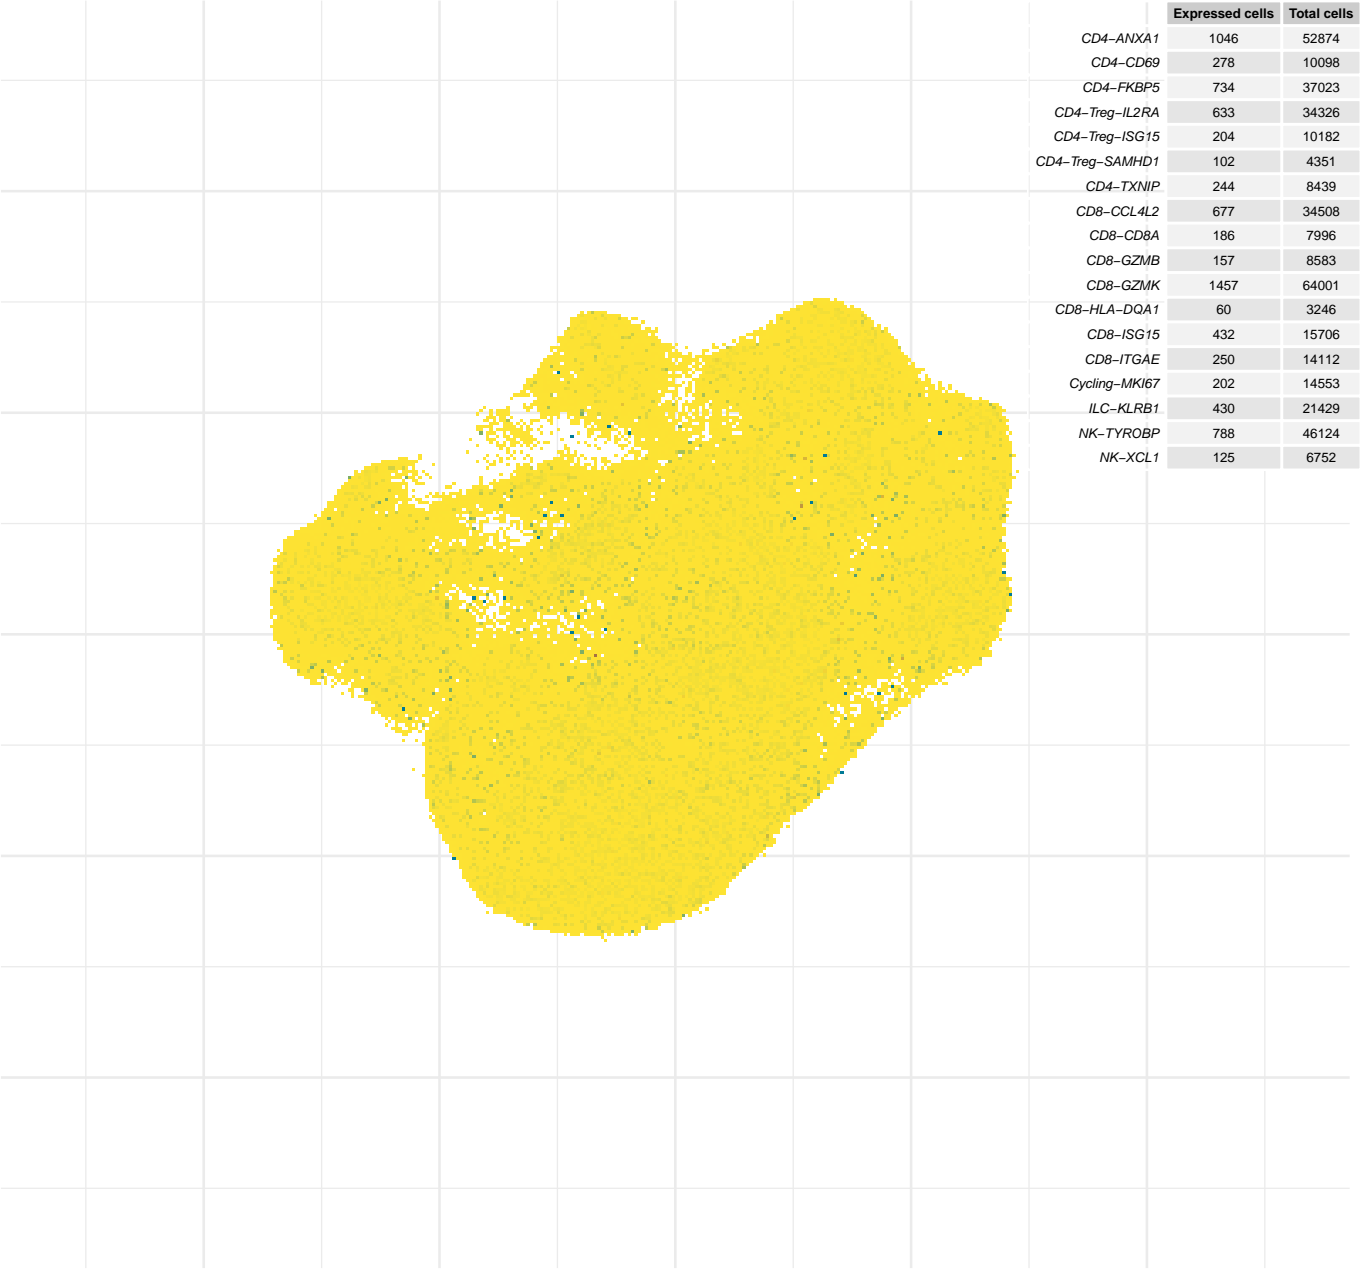 Expressed cells Total cells
CD4−ANXA1 1046 52874
CD4−CD69 278 10098
CD4−FKBP5 734 37023
CD4−Treg−IL2RA 633 34326
CD4−Treg−ISG15 204 10182
CD4−Treg−SAMHD1 102 4351
CD4−TXNIP 244 8439
CD8−CCL4L2 677 34508
CD8−CD8A 186 7996
CD8−GZMB 157 8583
CD8−GZMK 1457 64001
CD8−HLA−DQA1 60 3246
CD8−ISG15 432 15706
CD8−ITGAE 250 14112
Cycling−MKI67 202 14553
ILC−KLRB1 430 21429
NK−TYROBP 788 46124
NK−XCL1 125 6752